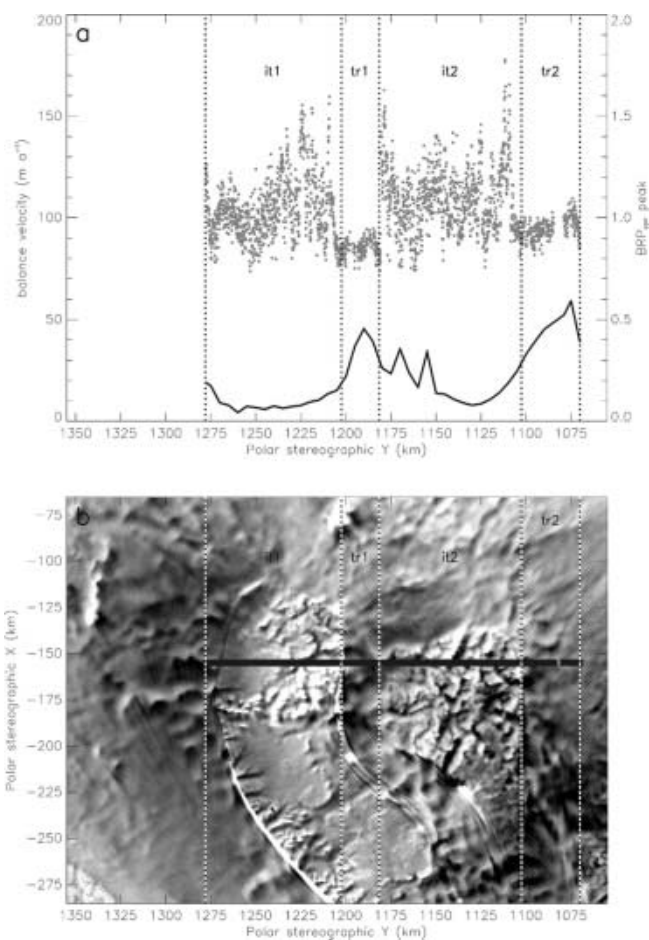 a
it1 tr1 it2 tr2
200
150
100
50
0
balance velocity (m a⁻¹)
2.0
1.5
1.0
0.5
0.0
peak
1350 1325 1300 1275 1250 1225 1200 1175 1150 1125 1100 1075
Polar stereographic Y (km)
b
it1 tr1 it2 tr2
-75
-100
-125
-150
-175
-200
-225
-250
-275
Polar stereographic X (km)
1350 1325 1300 1275 1250 1225 1200 1175 1150 1125 1100 1075
Polar stereographic Y (km)